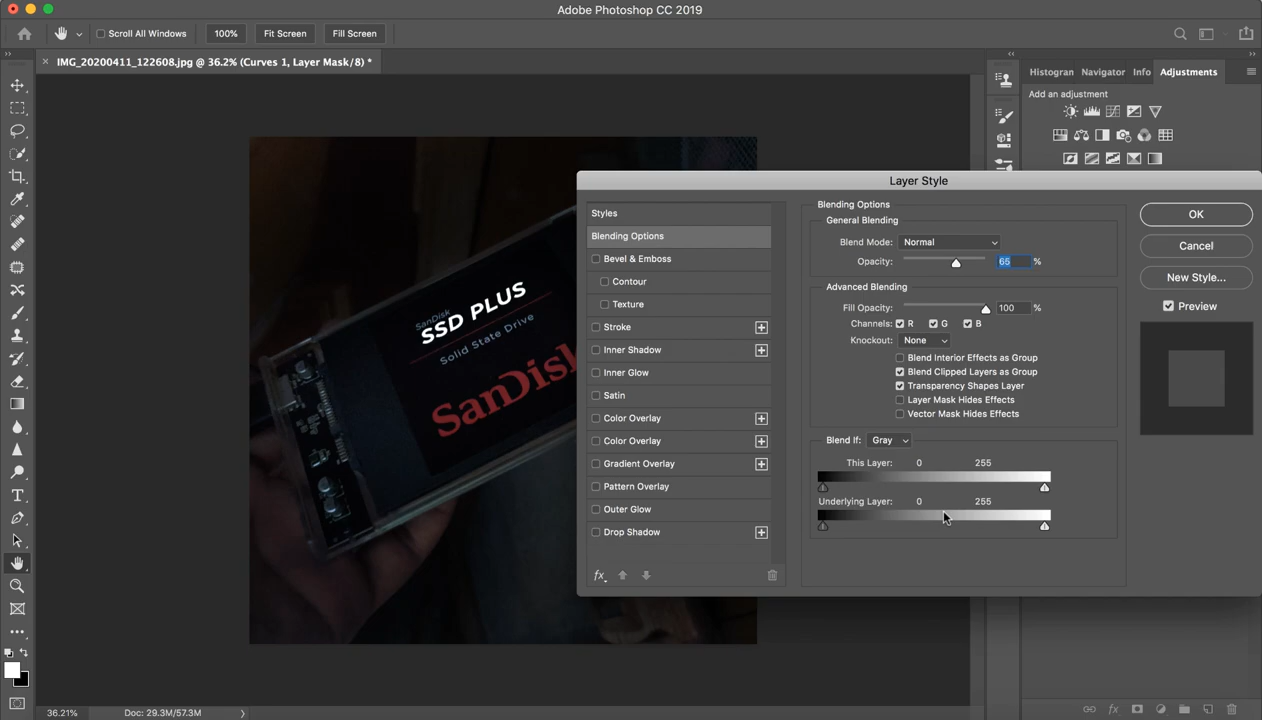 Adobe Photoshop CC 2019
Scroll All Windows
100%
Fit Screen
Fill Screen
IMG_20200411_122608.jpg @ 36.2% (Curves 1, Layer Mask/8) *
Histogran
Navigator
Info
Adjustments
Add an adjustment
SanDisk
SSD PLUS
Solid State Drive
SanDisk
Layer Style
Styles
Blending Options
Bevel & Emboss
Contour
Texture
Stroke
Inner Shadow
Inner Glow
Satin
Color Overlay
Color Overlay
Gradient Overlay
Pattern Overlay
Outer Glow
Drop Shadow
fx
Blending Options
General Blending
Blend Mode: Normal
Opacity: 65 %
Advanced Blending
Fill Opacity: 100 %
Channels: R G B
Knockout: None
Blend Interior Effects as Group
Blend Clipped Layers as Group
Transparency Shapes Layer
Layer Mask Hides Effects
Vector Mask Hides Effects
Blend If: Gray
This Layer: 0 255
Underlying Layer: 0 255
OK
Cancel
New Style...
Preview
36.21%
Doc: 29.3M/57.3M
fx